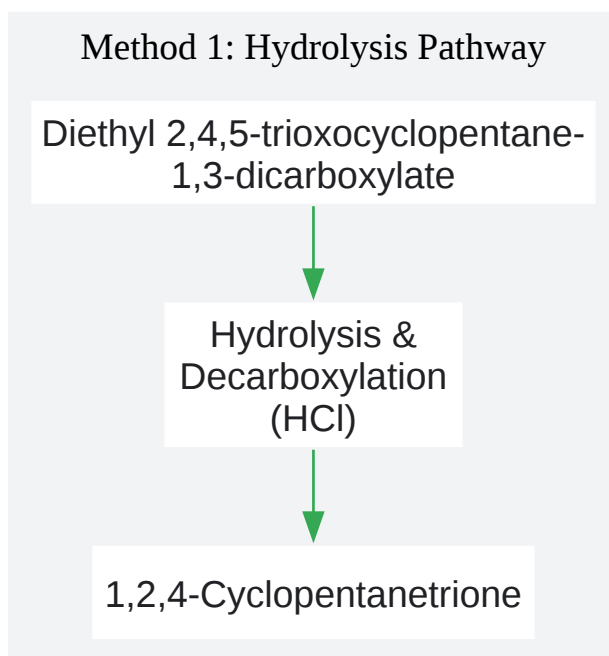 Method 1: Hydrolysis Pathway
Diethyl 2,4,5-trioxocyclopentane-
1,3-dicarboxylate
Hydrolysis &
Decarboxylation
(HCl)
1,2,4-Cyclopentanetrione